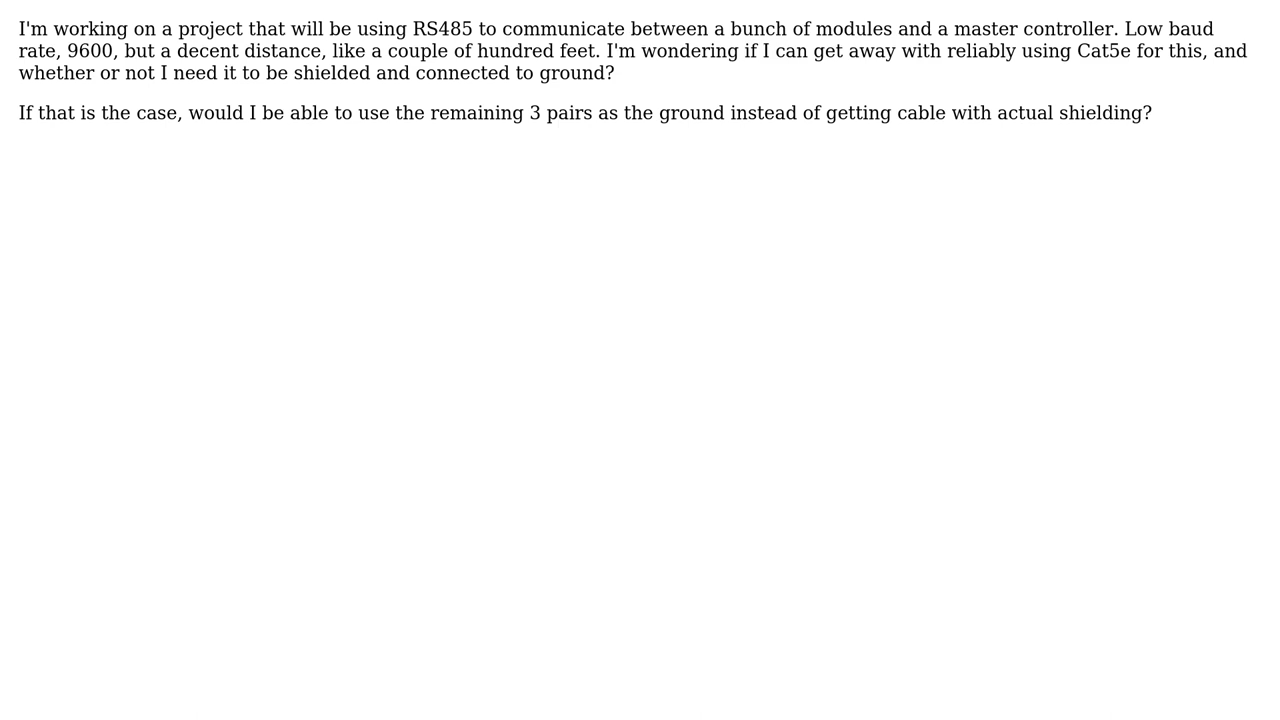 I'm working on a project that will be using RS485 to communicate between a bunch of modules and a master controller. Low baud
rate, 9600, but a decent distance, like a couple of hundred feet. I'm wondering if I can get away with reliably using Cat5e for this, and
whether or not I need it to be shielded and connected to ground?
If that is the case, would I be able to use the remaining 3 pairs as the ground instead of getting cable with actual shielding?